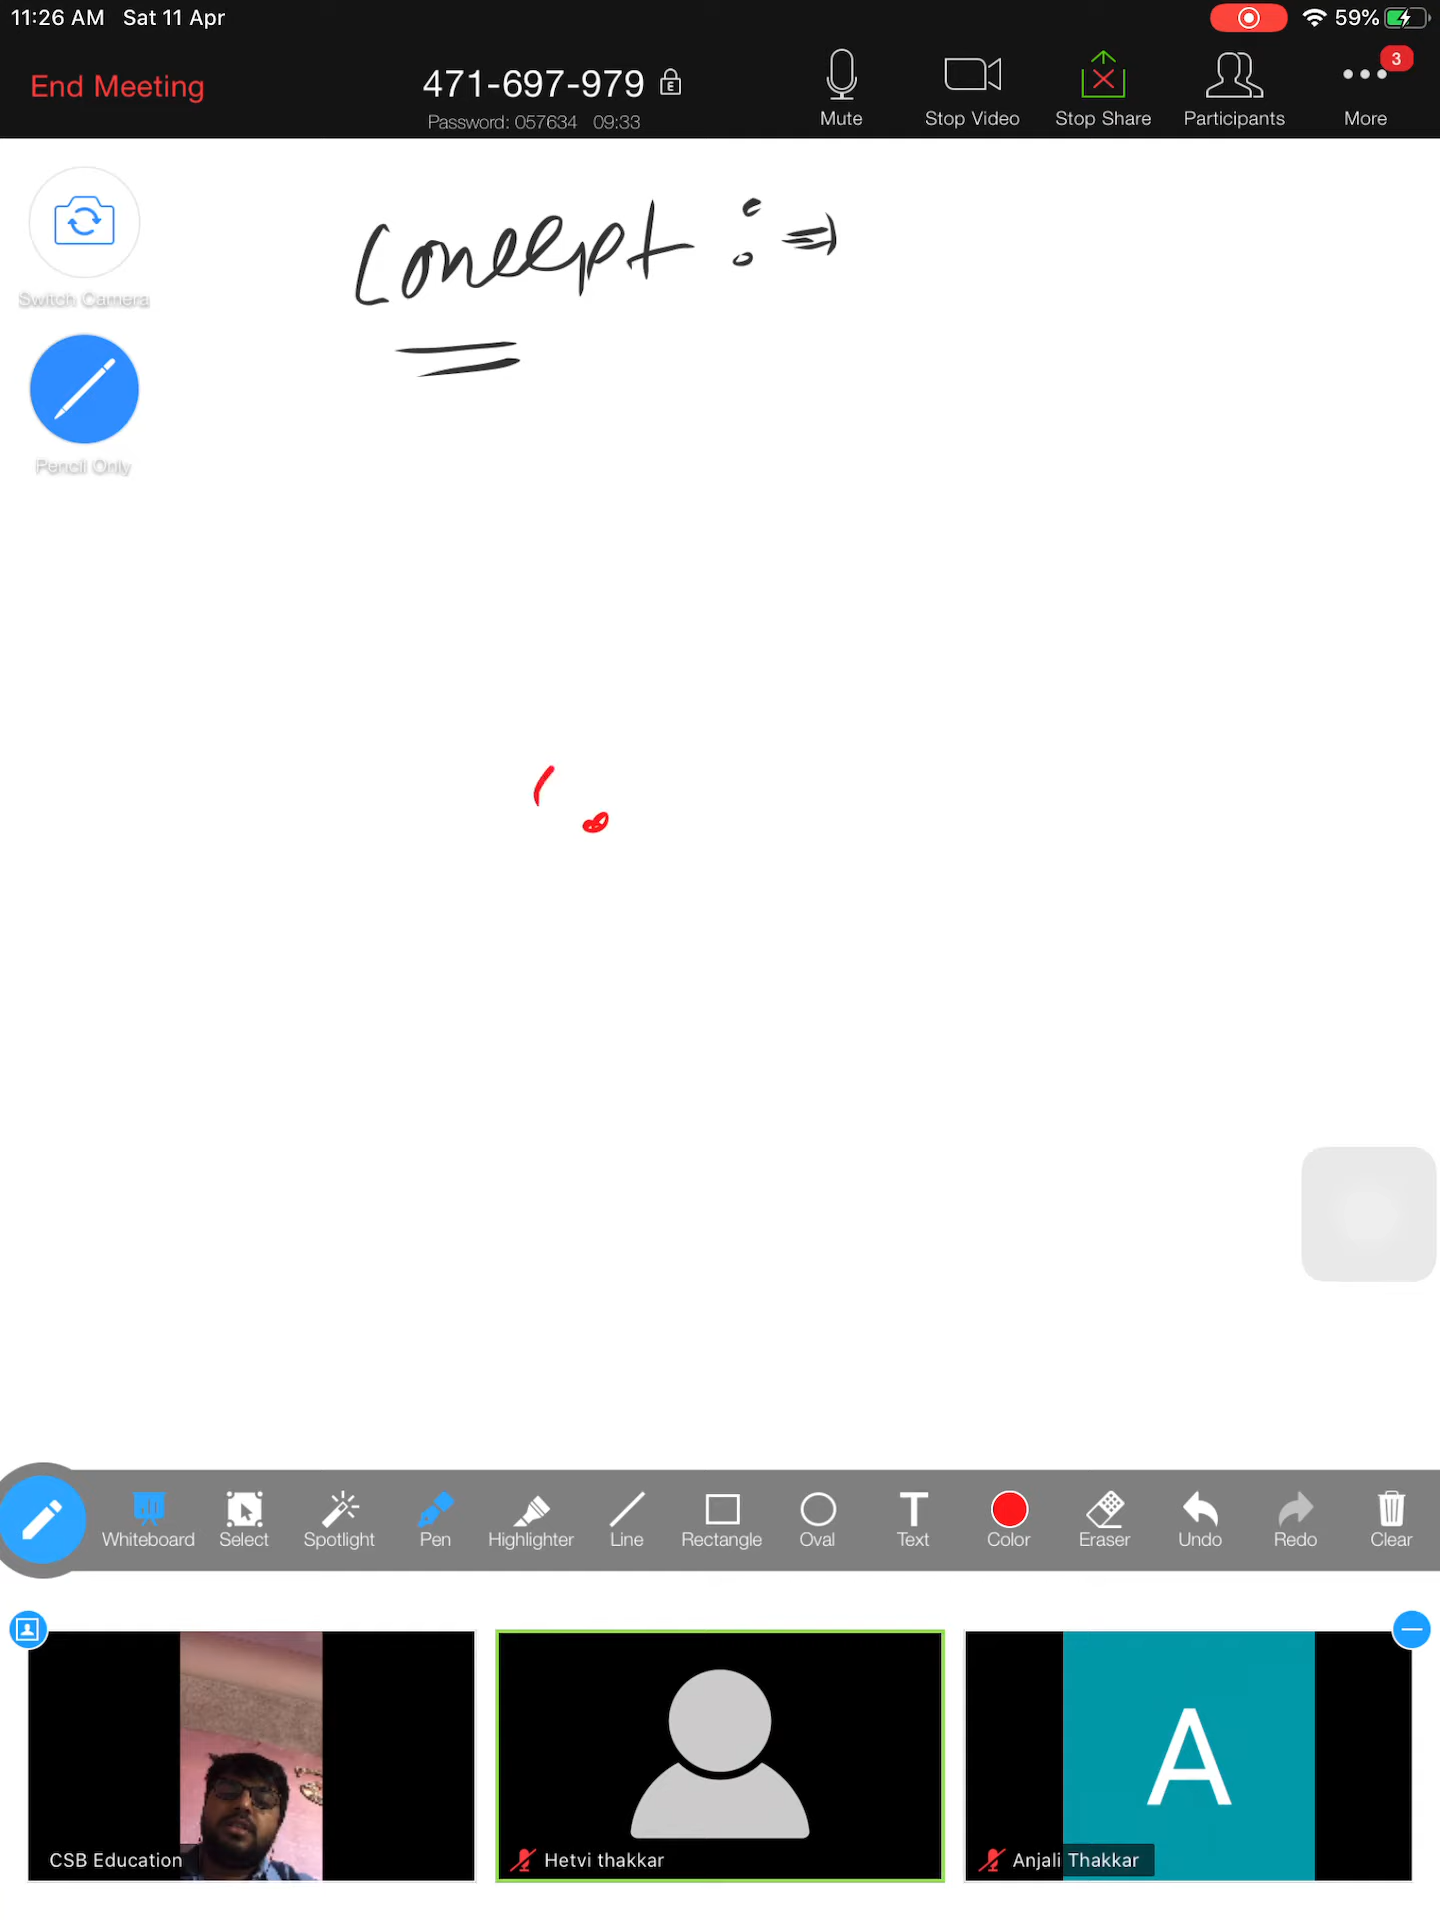 11:26 AM Sat 11 Apr 59%
End Meeting
471-697-979
Password: 057634 09:33
Mute
Stop Video
Stop Share
Participants
More
3
Switch Camera
Concept : ⇒
Pencil Only
Whiteboard
Select
Spotlight
Pen
Highlighter
Line
Rectangle
Oval
Text
Color
Eraser
Undo
Redo
Clear
A
CSB Education
Hetvi thakkar
Anjali Thakkar